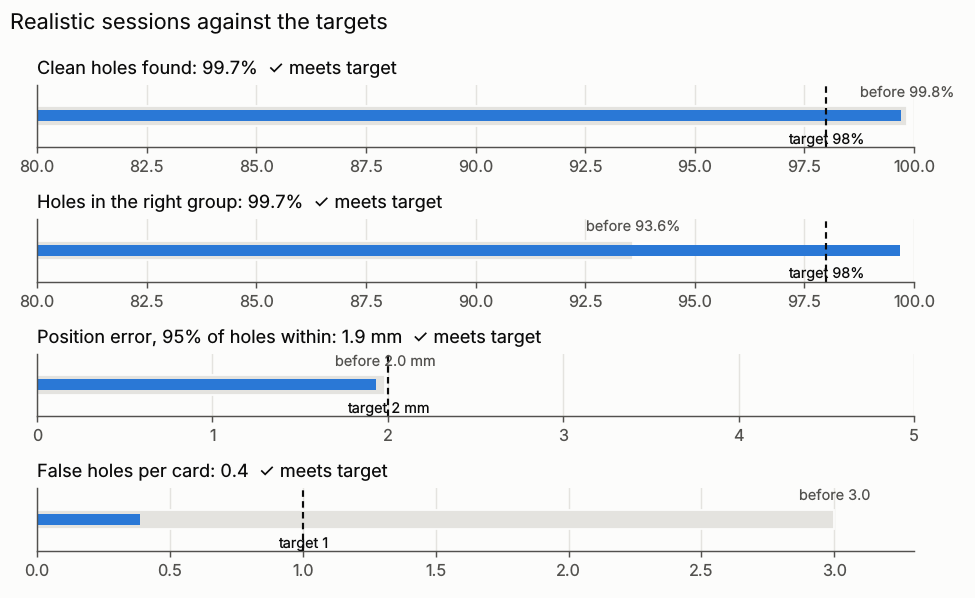 Realistic sessions against the targets
Clean holes found: 99.7% ✓ meets target
before 99.8%
target 98%
80.0 82.5 85.0 87.5 90.0 92.5 95.0 97.5 100.0
Holes in the right group: 99.7% ✓ meets target
before 93.6%
target 98%
80.0 82.5 85.0 87.5 90.0 92.5 95.0 97.5 100.0
Position error, 95% of holes within: 1.9 mm ✓ meets target
before 2.0 mm
target 2 mm
0 1 2 3 4 5
False holes per card: 0.4 ✓ meets target
before 3.0
target 1
0.0 0.5 1.0 1.5 2.0 2.5 3.0